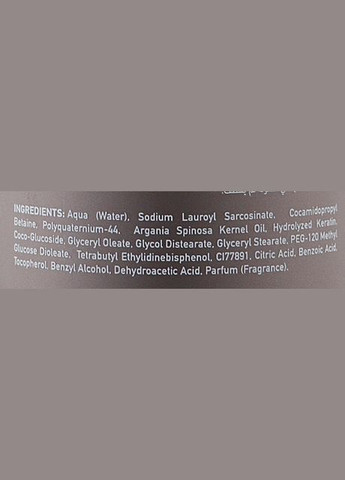 INGREDIENTS: Aqua (Water), Sodium Lauroyl Sarcosinate, Cocamidopropyl
Betaine, Polyquaternium-44, Argania Spinosa Kernel Oil, Hydrolyzed Keratin,
Coco-Glucoside, Glyceryl Oleate, Glycol Distearate, Glyceryl Stearate, PEG-120 Methyl
Glucose Dioleate, Tetrabutyl Ethylidinebisphenol, CI77891, Citric Acid, Benzoic Acid,
Tocopherol, Benzyl Alcohol, Dehydroacetic Acid, Parfum (Fragrance).